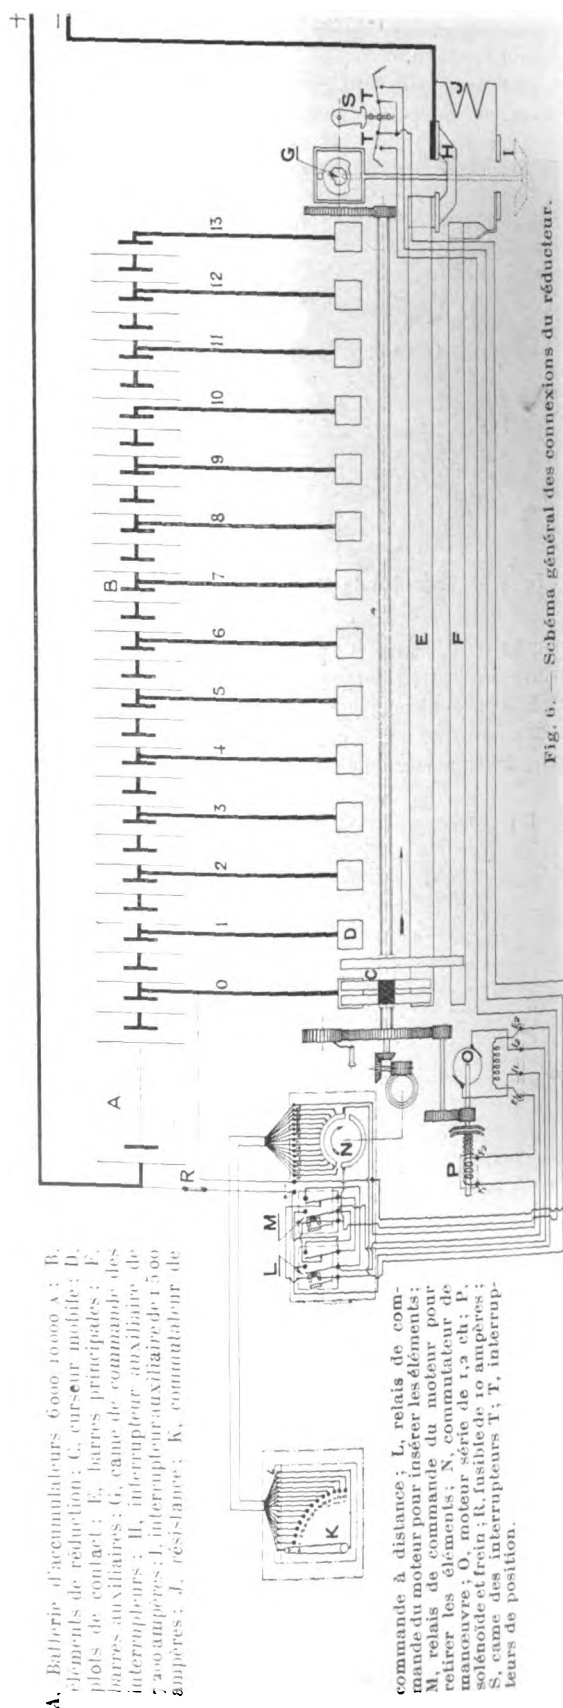 + −
A
B
0 1 2 3 4 5 6 7 8 9 10 11 12 13
D
C
E
F
G
S
T T
H
J
I
R
L M
N
K
P
O
A, Batterie d'accumulateurs 6000 10000 A ; B,
éléments de réduction ; C, curseur mobile ; D,
plots de contact ; E, barres principales ; F,
barres auxiliaires ; G, came de commande des
interrupteurs ; H, interrupteur auxiliaire de
7200 ampères ; I, interrupteur auxiliaire de 1500
ampères ; J, résistance ; K, commutateur de
commande à distance ; L, relais de com-
mande du moteur pour insérer les éléments ;
M, relais de commande du moteur pour
retirer les éléments ; N, commutateur de
manœuvre ; O, moteur série de 1,2 ch ; P,
solénoïde et frein ; R, fusible de 10 ampères ;
S, came des interrupteurs T ; T, interrup-
teurs de position.
Fig. 6. — Schéma général des connexions du réducteur.